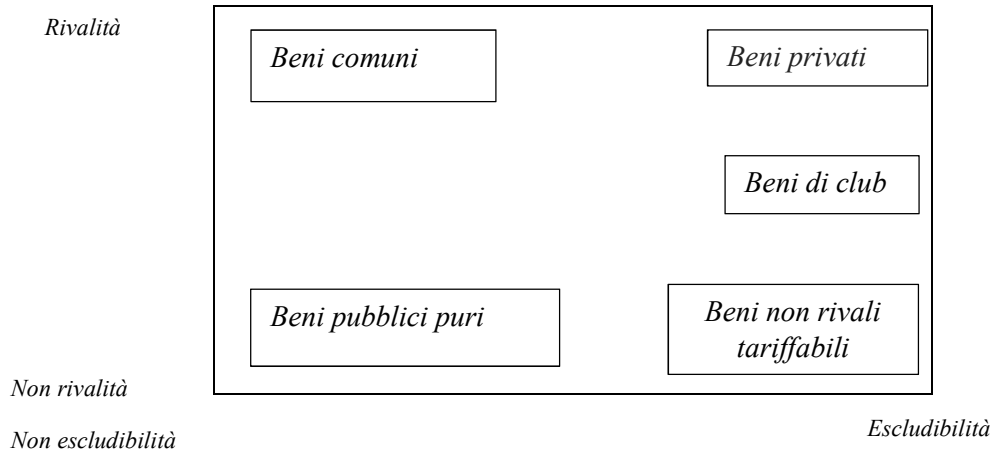 Rivalità
Beni comuni
Beni privati
Beni di club
Beni pubblici puri
Beni non rivali
tariffabili
Non rivalità
Non escludibilità
Escludibilità